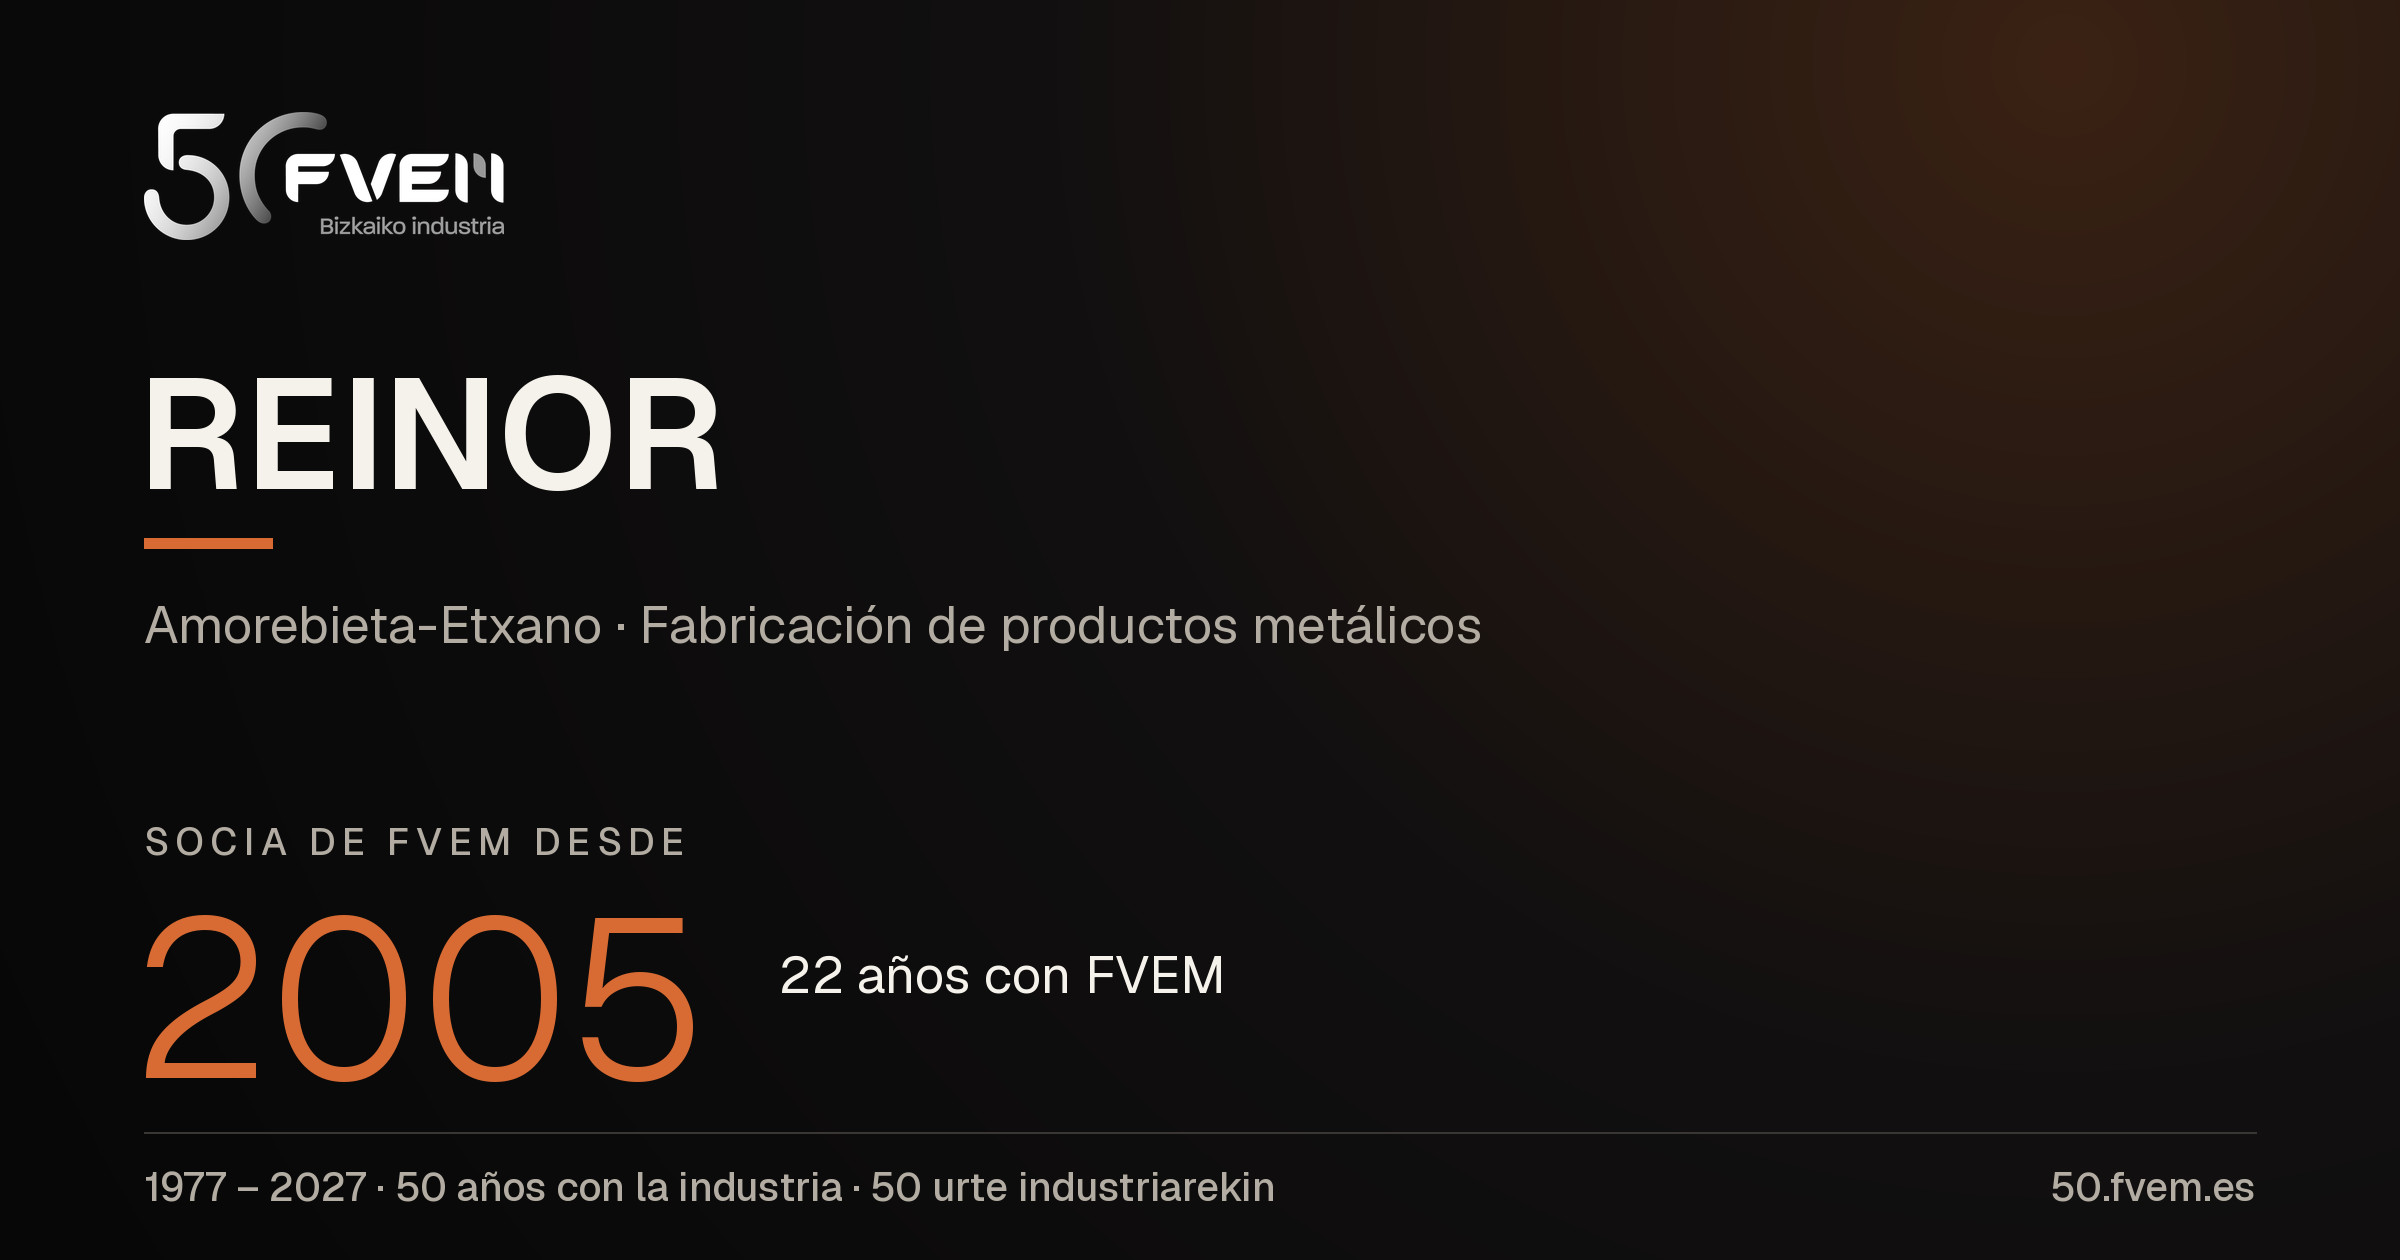 50 FVEM
Bizkaiko industria
REINOR
Amorebieta-Etxano · Fabricación de productos metálicos
SOCIA DE FVEM DESDE
2005
22 años con FVEM
1977 – 2027 · 50 años con la industria · 50 urte industriarekin
50.fvem.es